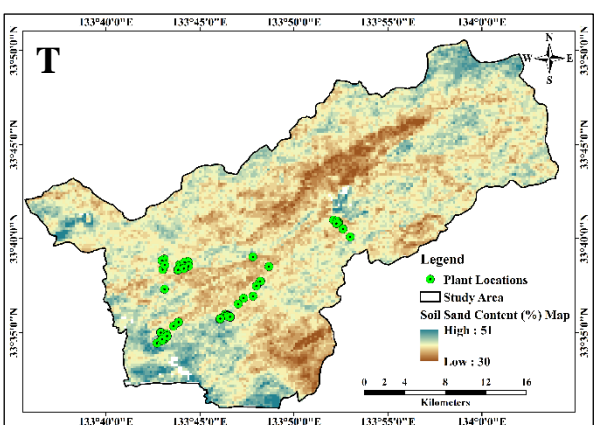 133°40'0"N 133°45'0"N 133°50'0"N 133°55'0"N 134°0'0"N
T
N
W E
S
33°50'0"N 33°50'0"N
33°45'0"N 33°45'0"N
33°40'0"N 33°40'0"N
33°35'0"N 33°35'0"N
Legend
Plant Locations
Study Area
Soil Sand Content (%) Map
High : 51
Low : 30
0 2 4 8 12 16
Kilometers
133°40'0"N 133°45'0"N 133°50'0"N 133°55'0"N 134°0'0"N